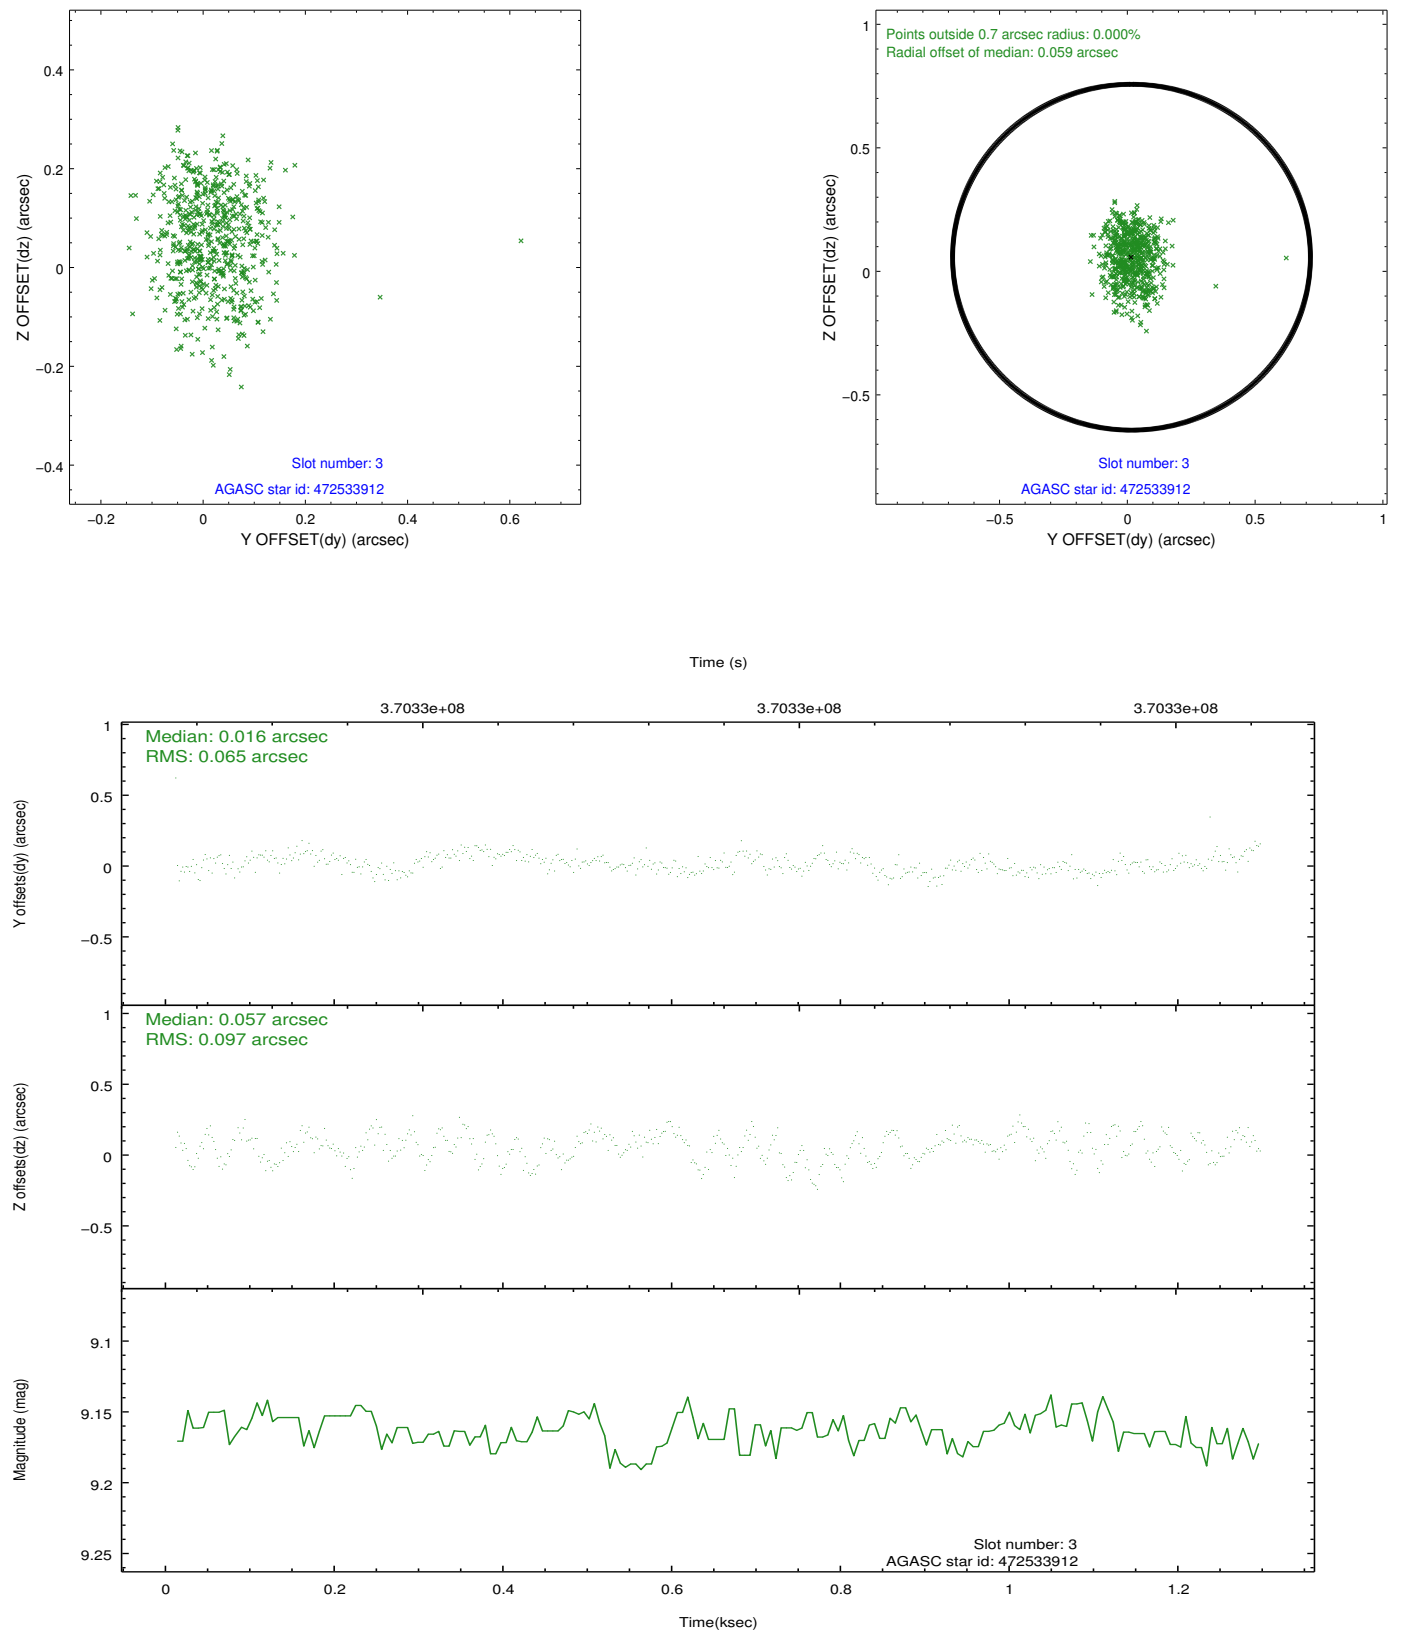 0.4
0.2
0
−0.2
−0.4
Z OFFSET(dz) (arcsec)
Slot number: 3
AGASC star id: 472533912
−0.2 0 0.2 0.4 0.6
Y OFFSET(dy) (arcsec)
Points outside 0.7 arcsec radius: 0.000%
Radial offset of median: 0.059 arcsec
1
0.5
0
−0.5
Z OFFSET(dz) (arcsec)
Slot number: 3
AGASC star id: 472533912
−0.5 0 0.5 1
Y OFFSET(dy) (arcsec)
Time (s)
3.7033e+08 3.7033e+08 3.7033e+08
Median: 0.016 arcsec
RMS: 0.065 arcsec
1
0.5
0
−0.5
Y offsets(dy) (arcsec)
Median: 0.057 arcsec
RMS: 0.097 arcsec
1
0.5
0
−0.5
Z offsets(dz) (arcsec)
9.1
9.15
9.2
9.25
Magnitude (mag)
Slot number: 3
AGASC star id: 472533912
0 0.2 0.4 0.6 0.8 1 1.2
Time(ksec)